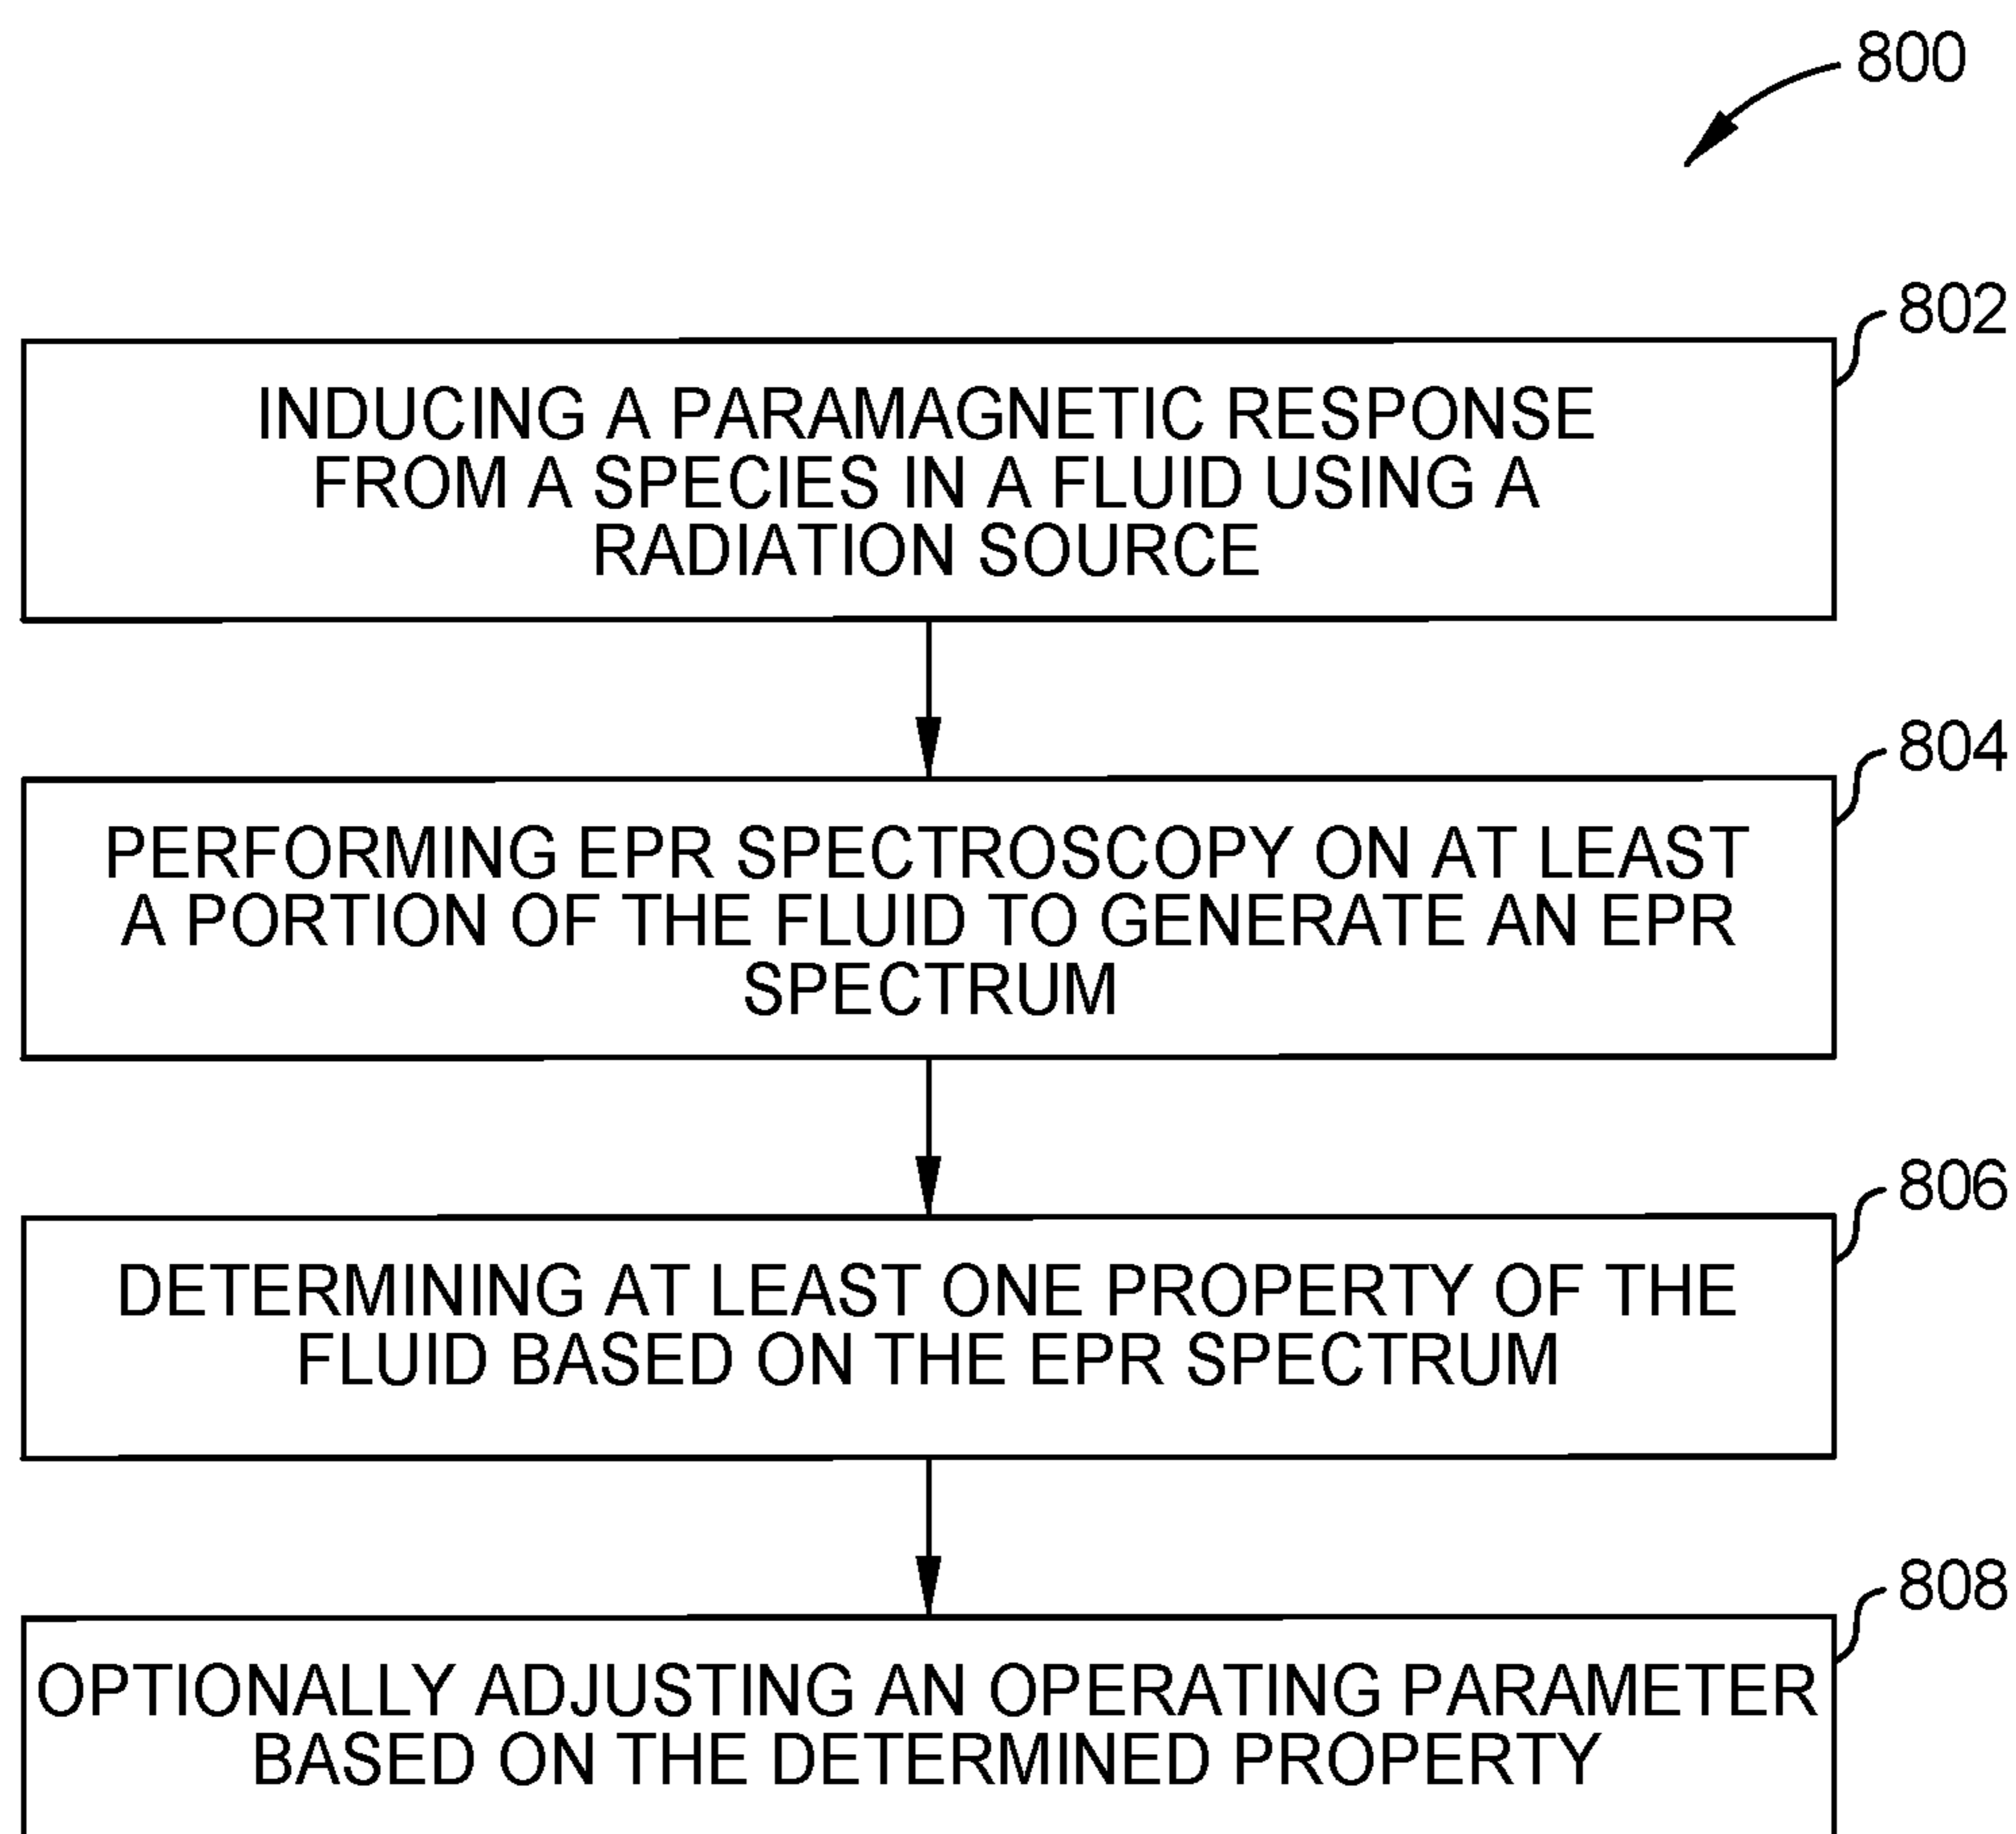 800
802
INDUCING A PARAMAGNETIC RESPONSE
FROM A SPECIES IN A FLUID USING A
RADIATION SOURCE
804
PERFORMING EPR SPECTROSCOPY ON AT LEAST
A PORTION OF THE FLUID TO GENERATE AN EPR
SPECTRUM
806
DETERMINING AT LEAST ONE PROPERTY OF THE
FLUID BASED ON THE EPR SPECTRUM
808
OPTIONALLY ADJUSTING AN OPERATING PARAMETER
BASED ON THE DETERMINED PROPERTY